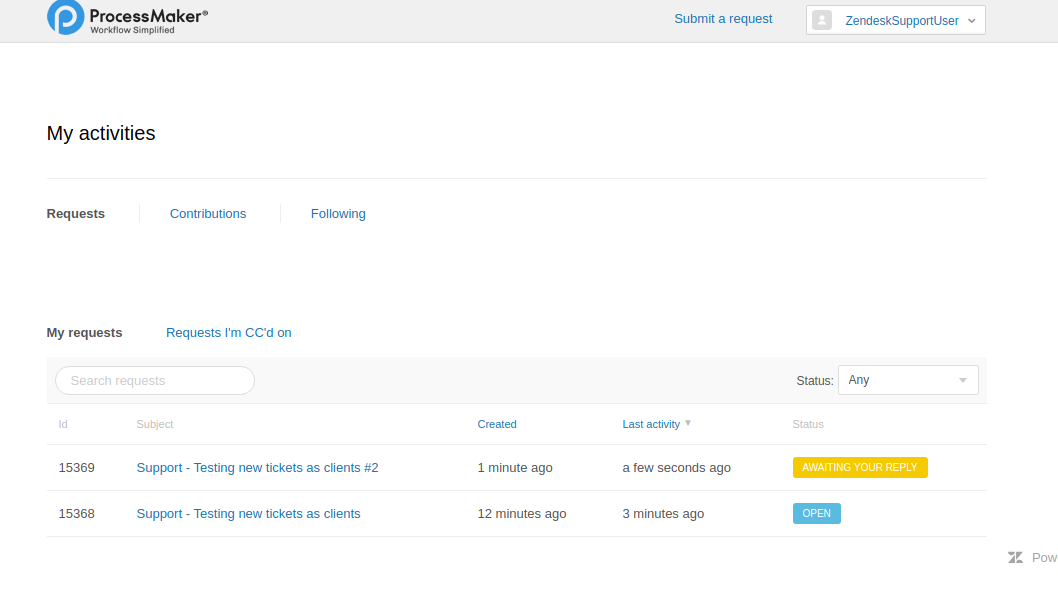 ProcessMaker®
Workflow Simplified
Submit a request
ZendeskSupportUser
My activities
Requests
Contributions
Following
My requests
Requests I'm CC'd on
Search requests
Status:
Any
Id
Subject
Created
Last activity ▼
Status
15369
Support - Testing new tickets as clients #2
1 minute ago
a few seconds ago
AWAITING YOUR REPLY
15368
Support - Testing new tickets as clients
12 minutes ago
3 minutes ago
OPEN
Pow